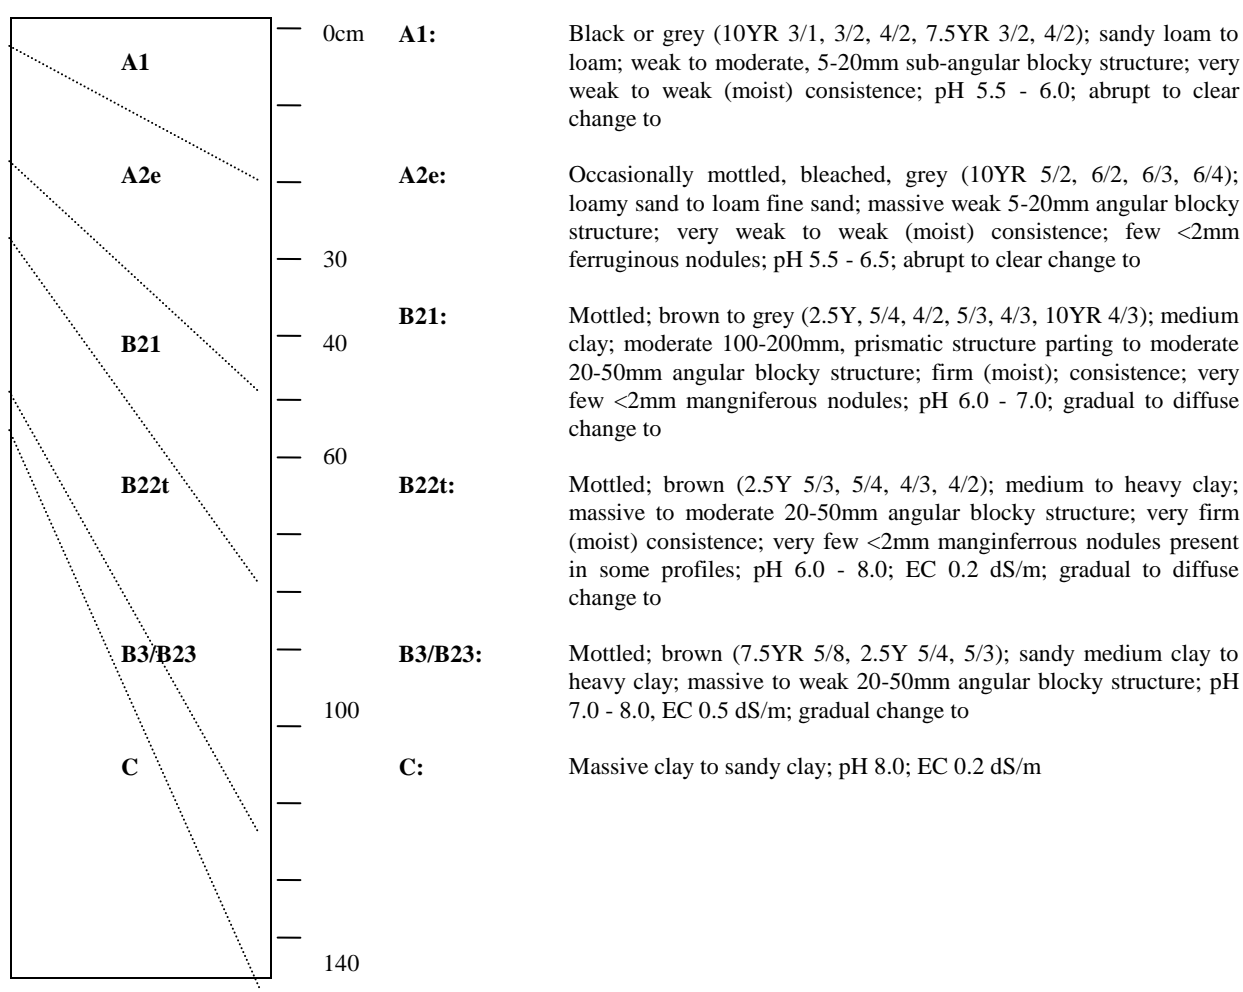 0cm A1: Black or grey (10YR 3/1, 3/2, 4/2, 7.5YR 3/2, 4/2); sandy loam to
A1 loam; weak to moderate, 5-20mm sub-angular blocky structure; very
weak to weak (moist) consistence; pH 5.5 - 6.0; abrupt to clear
change to
A2e A2e: Occasionally mottled, bleached, grey (10YR 5/2, 6/2, 6/3, 6/4);
loamy sand to loam fine sand; massive weak 5-20mm angular blocky
structure; very weak to weak (moist) consistence; few <2mm
30 ferruginous nodules; pH 5.5 - 6.5; abrupt to clear change to
B21: Mottled; brown to grey (2.5Y, 5/4, 4/2, 5/3, 4/3, 10YR 4/3); medium
B21 40 clay; moderate 100-200mm, prismatic structure parting to moderate
20-50mm angular blocky structure; firm (moist); consistence; very
few <2mm mangniferous nodules; pH 6.0 - 7.0; gradual to diffuse
change to
60
B22t B22t: Mottled; brown (2.5Y 5/3, 5/4, 4/3, 4/2); medium to heavy clay;
massive to moderate 20-50mm angular blocky structure; very firm
(moist) consistence; very few <2mm manginferrous nodules present
in some profiles; pH 6.0 - 8.0; EC 0.2 dS/m; gradual to diffuse
change to
B3/B23 B3/B23: Mottled; brown (7.5YR 5/8, 2.5Y 5/4, 5/3); sandy medium clay to
heavy clay; massive to weak 20-50mm angular blocky structure; pH
100 7.0 - 8.0, EC 0.5 dS/m; gradual change to
C C: Massive clay to sandy clay; pH 8.0; EC 0.2 dS/m
140